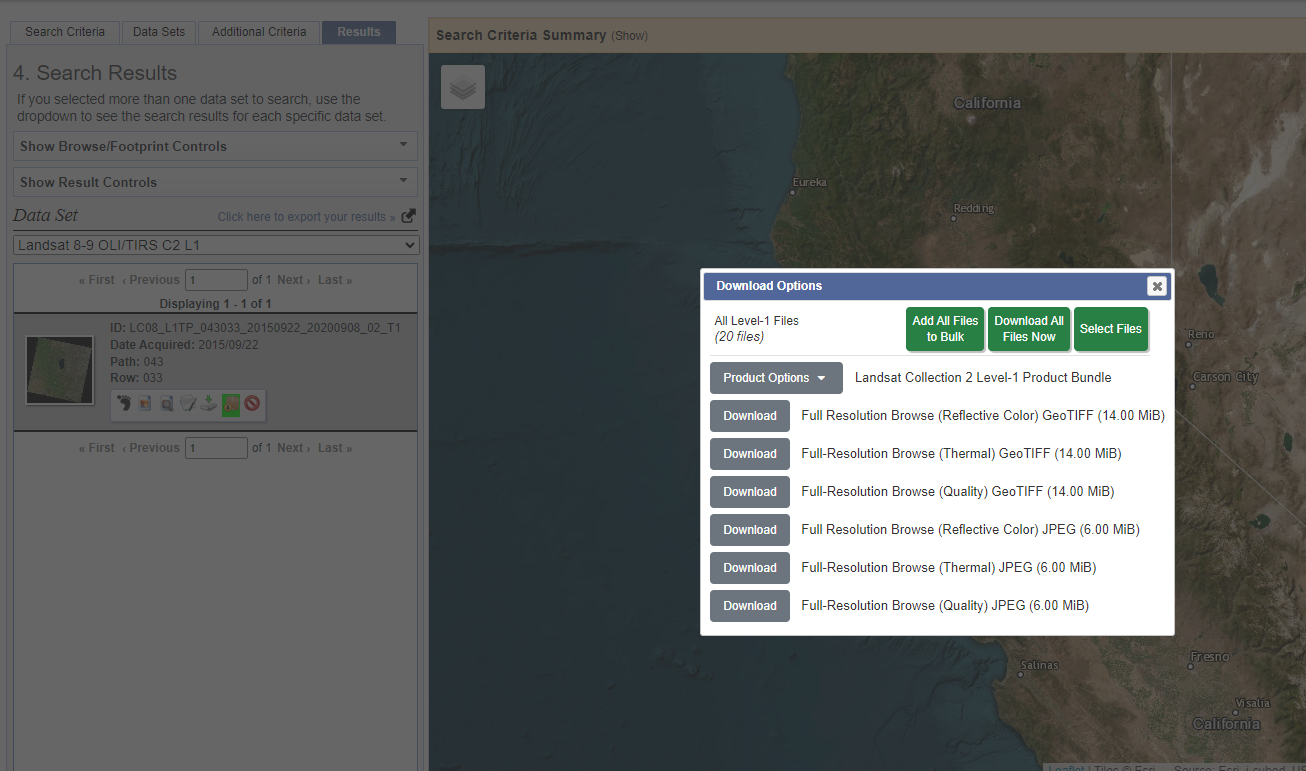 Search Criteria
Data Sets
Additional Criteria
Results
4. Search Results
If you selected more than one data set to search, use the
dropdown to see the search results for each specific data set.
Show Browse/Footprint Controls
Show Result Controls
Data Set
Click here to export your results »
Landsat 8-9 OLI/TIRS C2 L1
« First ‹ Previous 1 of 1 Next › Last »
Displaying 1 - 1 of 1
ID: LC08_L1TP_043033_20150922_20200908_02_T1
Date Acquired: 2015/09/22
Path: 043
Row: 033
« First ‹ Previous 1 of 1 Next › Last »
Search Criteria Summary (Show)
California
Eureka
Redding
Reno
Carson City
Download Options
All Level-1 Files
(20 files)
Add All Files
to Bulk
Download All
Files Now
Select Files
Product Options
Landsat Collection 2 Level-1 Product Bundle
Download Full Resolution Browse (Reflective Color) GeoTIFF (14.00 MiB)
Download Full-Resolution Browse (Thermal) GeoTIFF (14.00 MiB)
Download Full-Resolution Browse (Quality) GeoTIFF (14.00 MiB)
Download Full Resolution Browse (Reflective Color) JPEG (6.00 MiB)
Download Full-Resolution Browse (Thermal) JPEG (6.00 MiB)
Download Full-Resolution Browse (Quality) JPEG (6.00 MiB)
Salinas
Fresno
Visalia
California
Leaflet | Tiles © Esri — Source: Esri, i-cubed,